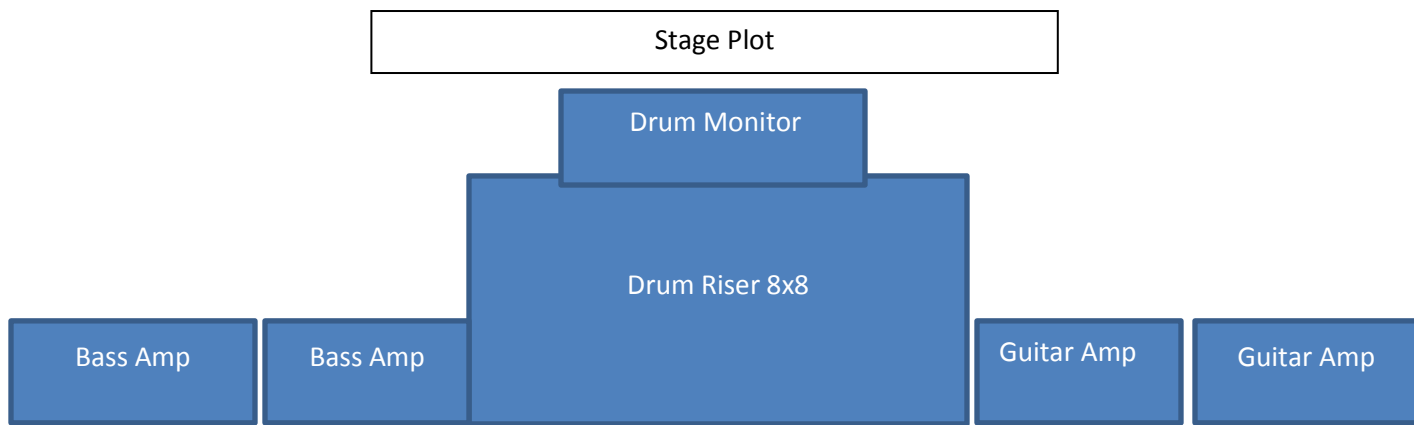 Stage Plot
Drum Monitor
Drum Riser 8x8
Bass Amp
Bass Amp
Guitar Amp
Guitar Amp